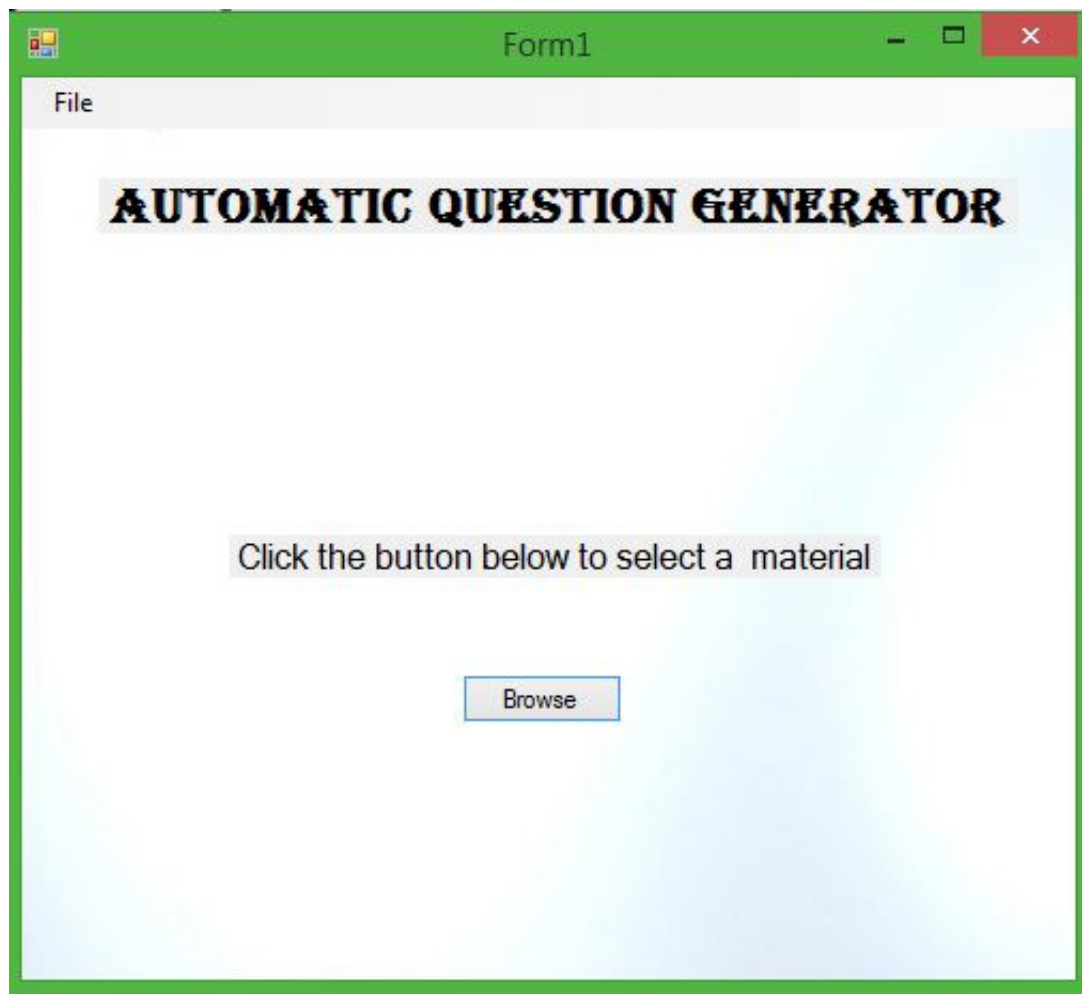 Form1
File
AUTOMATIC QUESTION GENERATOR
Click the button below to select a  material
Browse